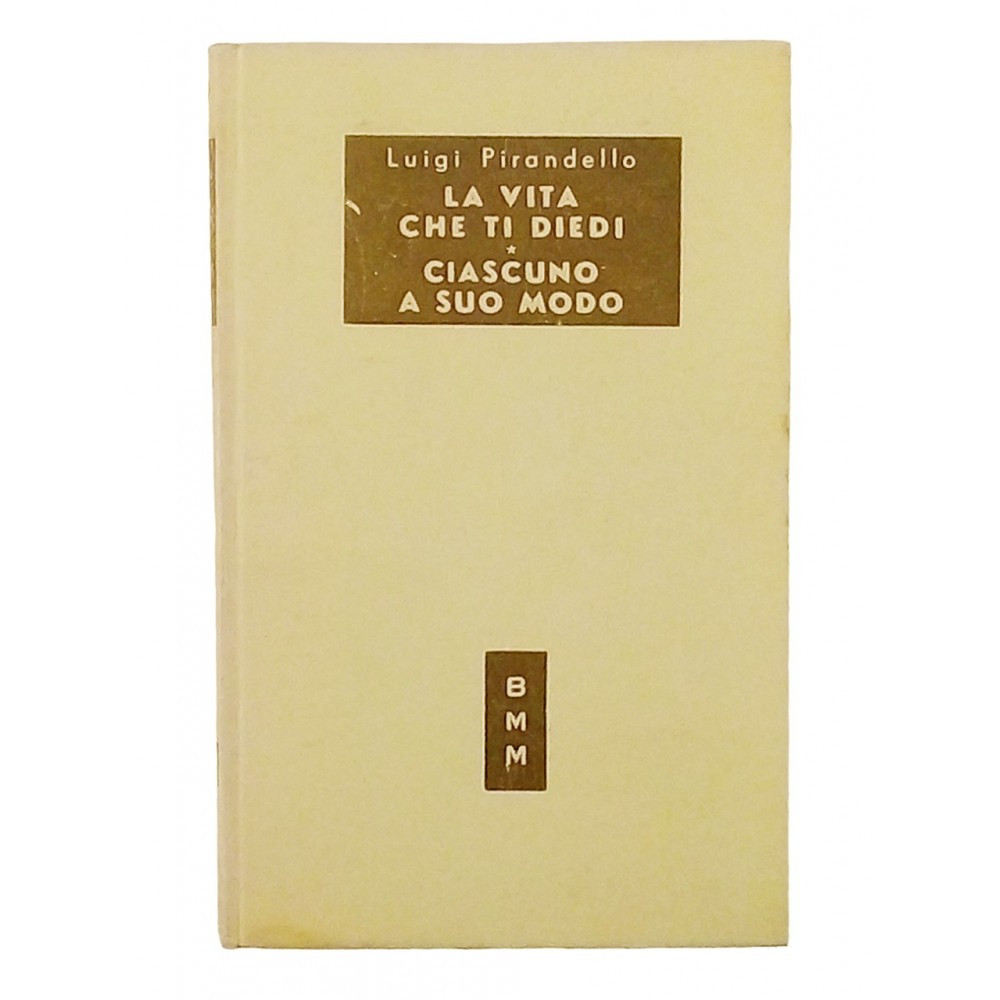 Luigi Pirandello
LA VITA
CHE TI DIEDI
*
CIASCUNO
A SUO MODO
B
M
M